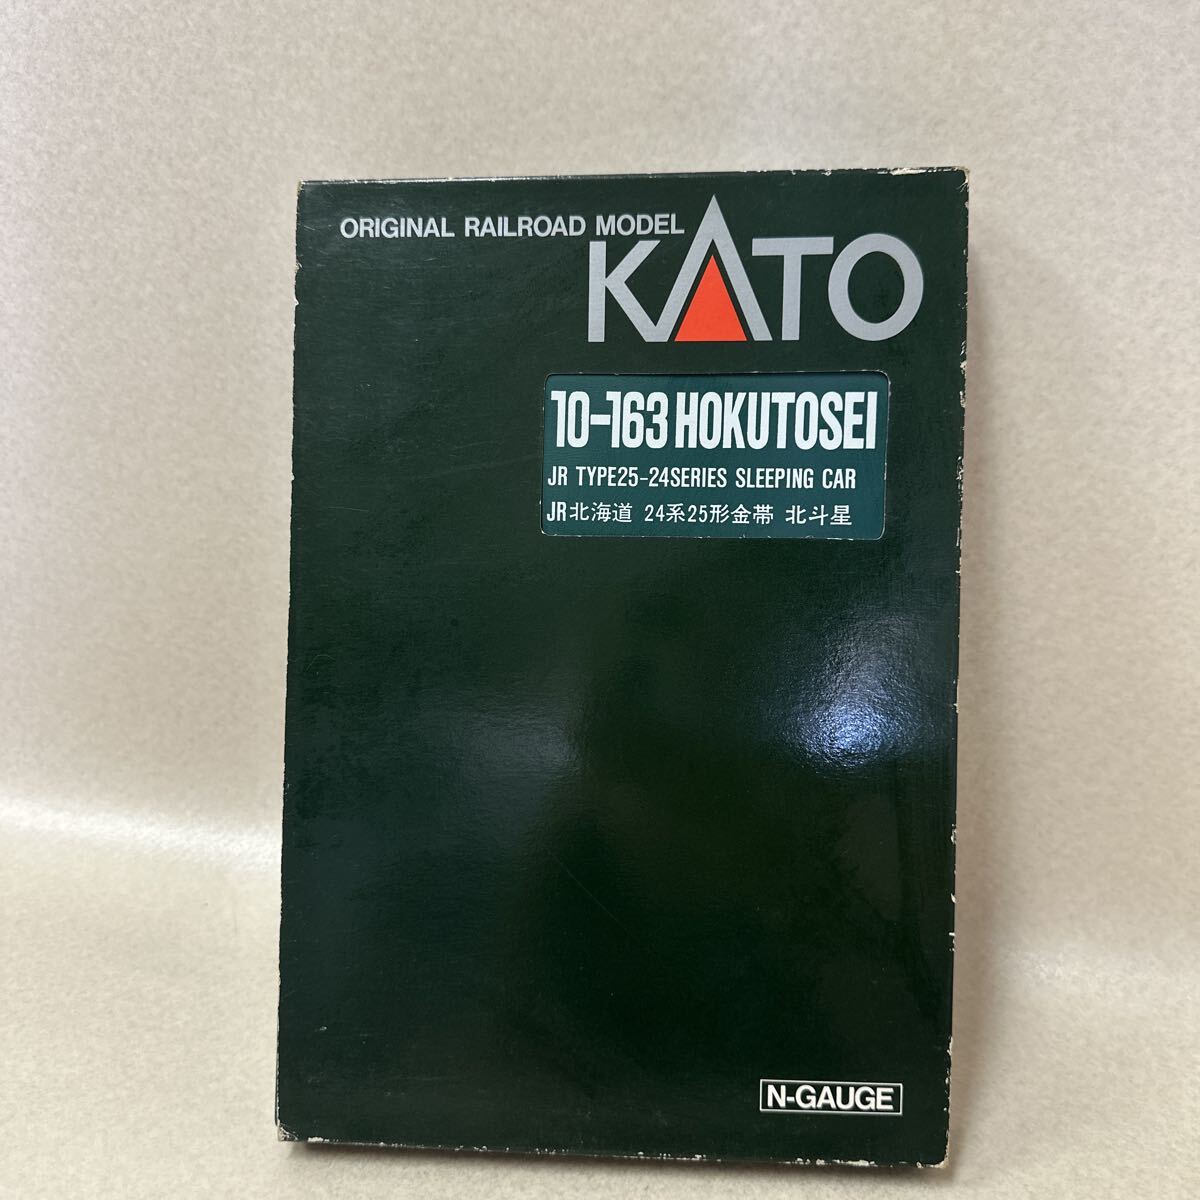 ORIGINAL RAILROAD MODEL
KATO
10-163 HOKUTOSEI
JR TYPE25-24SERIES SLEEPING CAR
JR北海道 24系25形金帯 北斗星
N-GAUGE